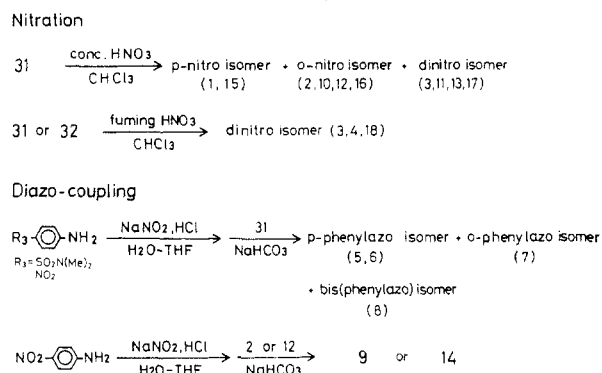 Nitration
31 conc. HNO3 CHCl3 p-nitro isomer + o-nitro isomer + dinitro isomer
(1, 15) (2,10,12,16) (3,11,13,17)
31 or 32 fuming HNO3 CHCl3 dinitro isomer (3,4,18)
Diazo-coupling
R3- -NH2 NaNO2,HCl H2O-THF 31 NaHCO3 p-phenylazo isomer + o-phenylazo isomer
R3=SO2N(Me)2 (5,6) (7)
NO2
+ bis(phenylazo) isomer
(8)
NO2- -NH2 NaNO2,HCl H2O-THF 2 or 12 NaHCO3 9 or 14